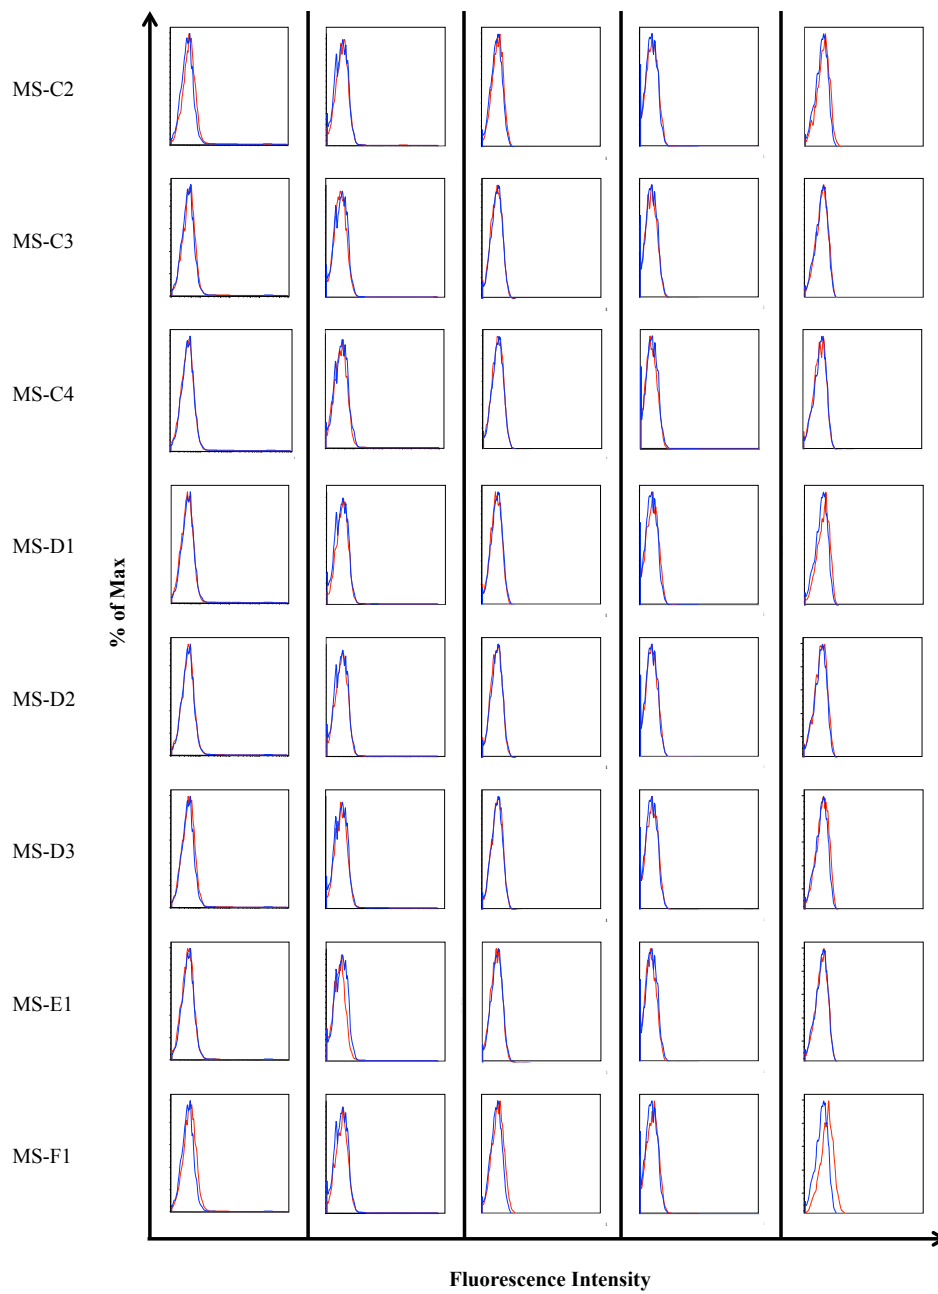 MS-C2
MS-C3
MS-C4
MS-D1
% of Max
MS-D2
MS-D3
MS-E1
MS-F1
Fluorescence Intensity